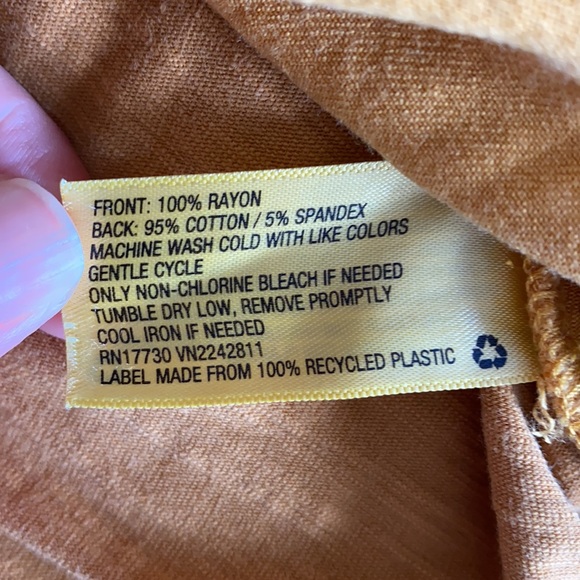 FRONT: 100% RAYON
BACK: 95% COTTON / 5% SPANDEX
MACHINE WASH COLD WITH LIKE COLORS
GENTLE CYCLE
ONLY NON-CHLORINE BLEACH IF NEEDED
TUMBLE DRY LOW, REMOVE PROMPTLY
COOL IRON IF NEEDED
RN17730 VN2242811
LABEL MADE FROM 100% RECYCLED PLASTIC